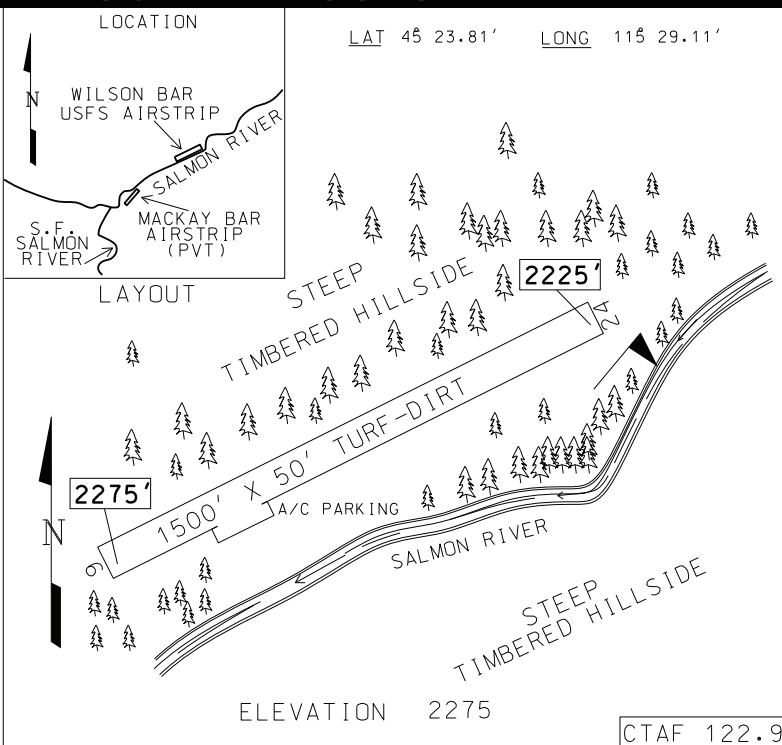 LOCATION
LAT 45° 23.81' LONG 115° 29.11'
N
WILSON BAR
USFS AIRSTRIP
SALMON RIVER
MACKAY BAR
AIRSTRIP
(PVT)
S.F.
SALMON
RIVER
LAYOUT
STEEP
TIMBERED HILLSIDE
2225'
24
1500' X 50' TURF-DIRT
2275'
A/C PARKING
6
N
SALMON RIVER
STEEP
TIMBERED HILLSIDE
ELEVATION 2275
CTAF 122.9